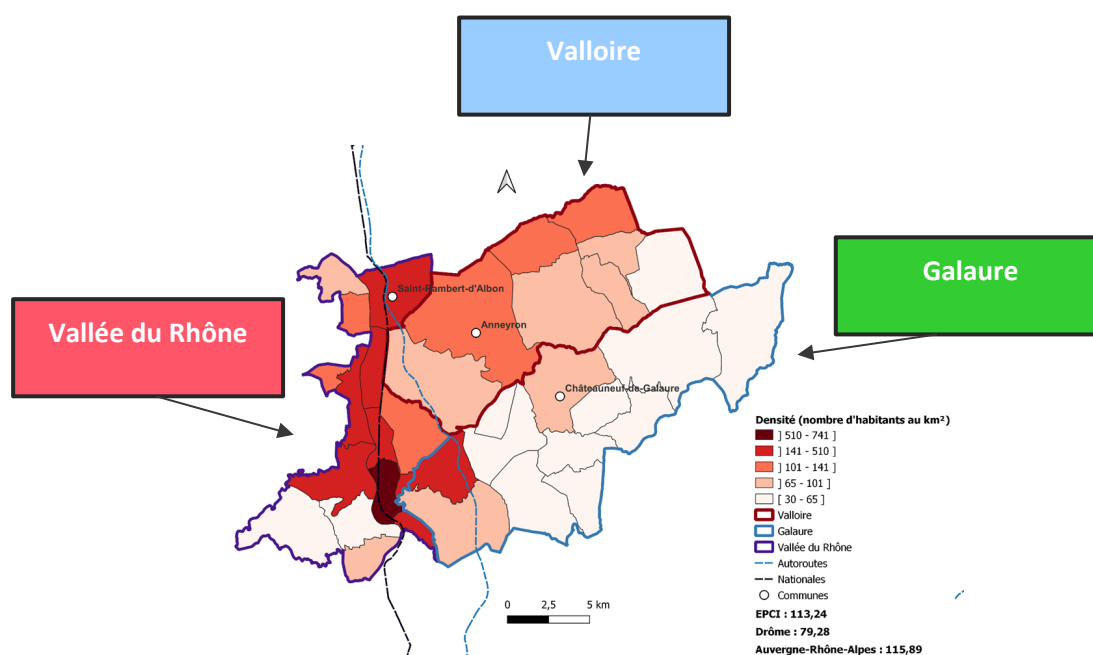 Valloire
Galaure
Vallée du Rhône
Saint-Rambert-d'Albon
Anneyron
Châteauneuf-de-Galaure
Densité (nombre d'habitants au km²)
] 510 - 741 ]
] 141 - 510 ]
] 101 - 141 ]
] 65 - 101 ]
[ 30 - 65 ]
Valloire
Galaure
Vallée du Rhône
Autoroutes
Nationales
Communes
EPCI : 113,24
Drôme : 79,28
Auvergne-Rhône-Alpes : 115,89
0 2,5 5 km